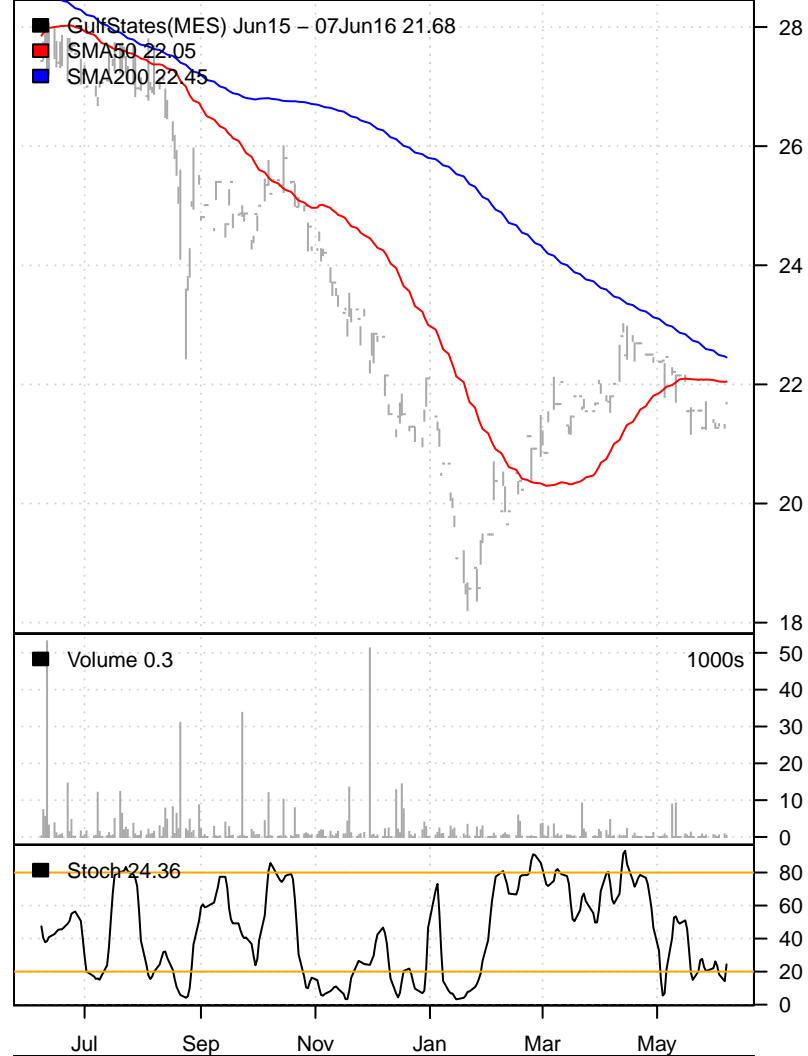 GulfStates(MES) Jun15 – 07Jun16 21.68
SMA50 22.05
SMA200 22.45
28
26
24
22
20
18
Volume 0.3
1000s
50
40
30
20
10
0
Stoch 24.36
80
60
40
20
0
Jul Sep Nov Jan Mar May